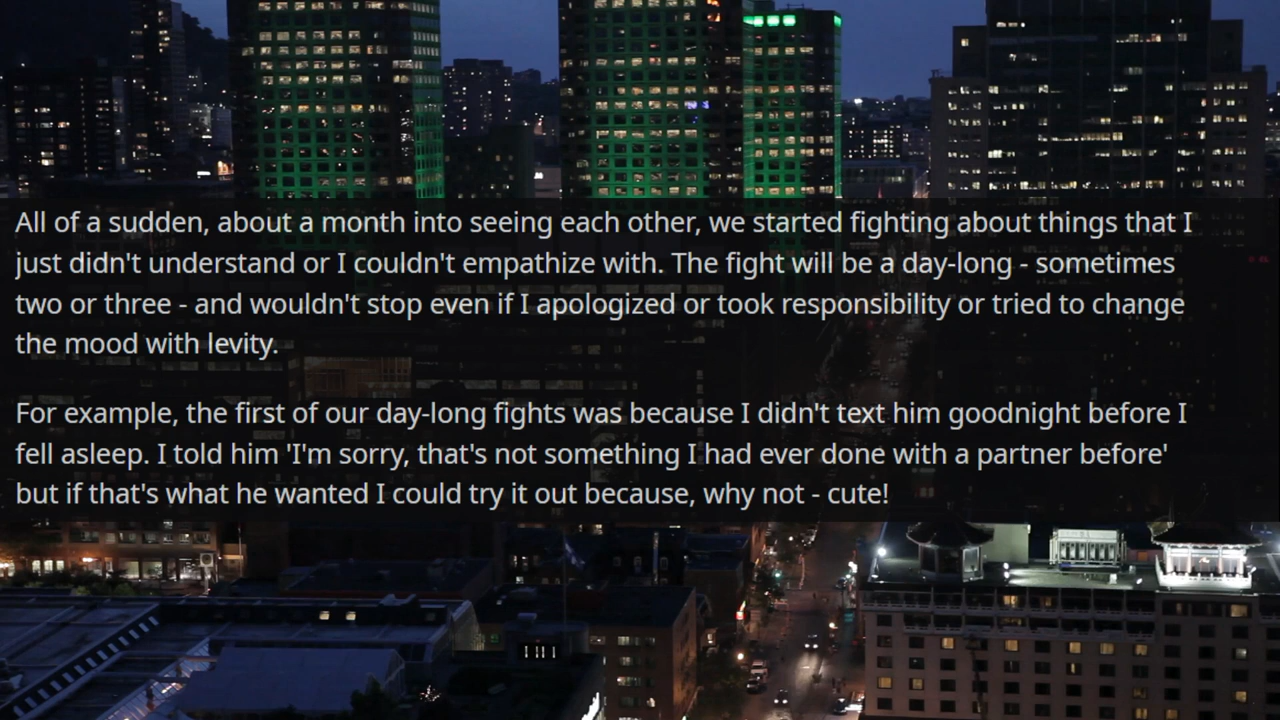 All of a sudden, about a month into seeing each other, we started fighting about things that I
just didn't understand or I couldn't empathize with. The fight will be a day-long - sometimes
two or three - and wouldn't stop even if I apologized or took responsibility or tried to change
the mood with levity.
For example, the first of our day-long fights was because I didn't text him goodnight before I
fell asleep. I told him 'I'm sorry, that's not something I had ever done with a partner before'
but if that's what he wanted I could try it out because, why not - cute!